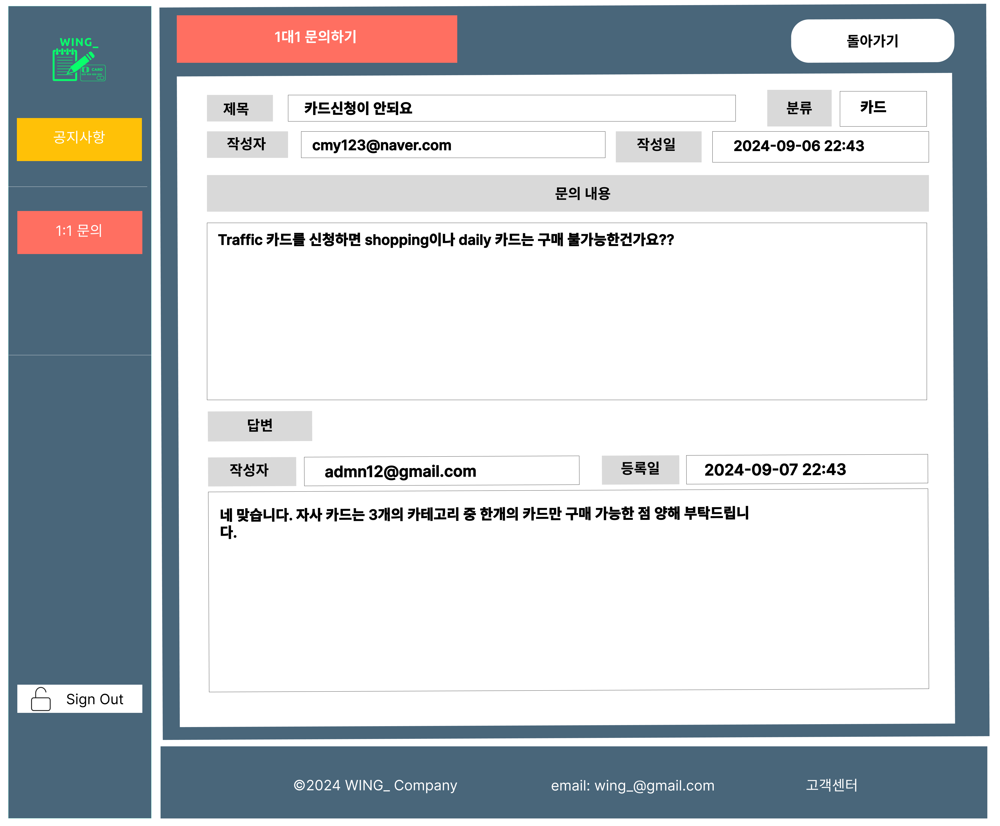 WING_
CARD
공지사항
1:1 문의
Sign Out
1대1 문의하기
돌아가기
제목
카드신청이 안되요
분류
카드
작성자
cmy123@naver.com
작성일
2024-09-06 22:43
문의 내용
Traffic 카드를 신청하면 shopping이나 daily 카드는 구매 불가능한건가요??
답변
작성자
admn12@gmail.com
등록일
2024-09-07 22:43
네 맞습니다. 자사 카드는 3개의 카테고리 중 한개의 카드만 구매 가능한 점 양해 부탁드립니
다.
©2024 WING_ Company
email: wing_@gmail.com
고객센터